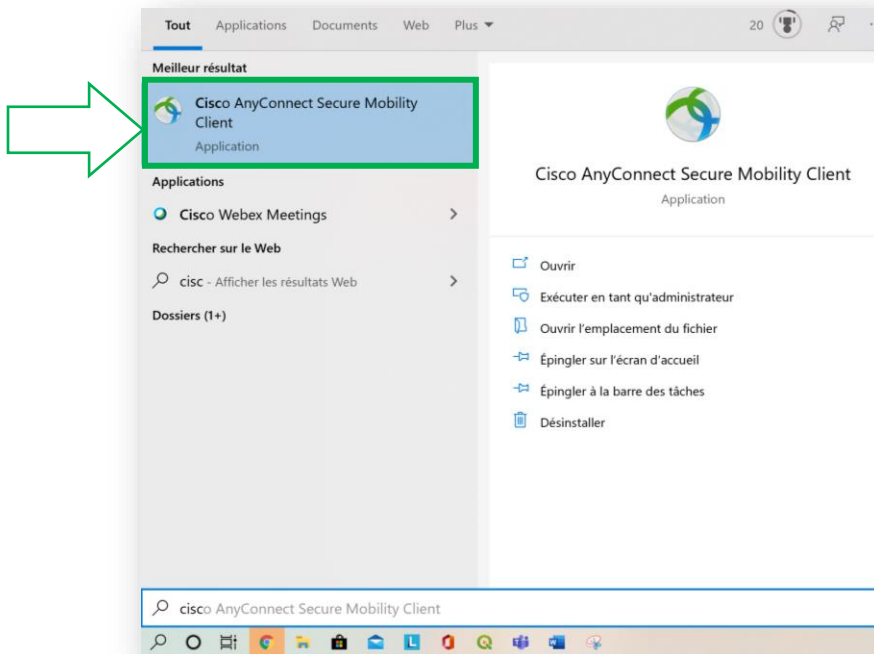 Tout Applications Documents Web Plus 20
Meilleur résultat
Cisco AnyConnect Secure Mobility
Client
Application
Applications
Cisco Webex Meetings
Rechercher sur le Web
cisc - Afficher les résultats Web
Dossiers (1+)
Cisco AnyConnect Secure Mobility Client
Application
Ouvrir
Exécuter en tant qu'administrateur
Ouvrir l'emplacement du fichier
Épingler sur l'écran d'accueil
Épingler à la barre des tâches
Désinstaller
cisco AnyConnect Secure Mobility Client